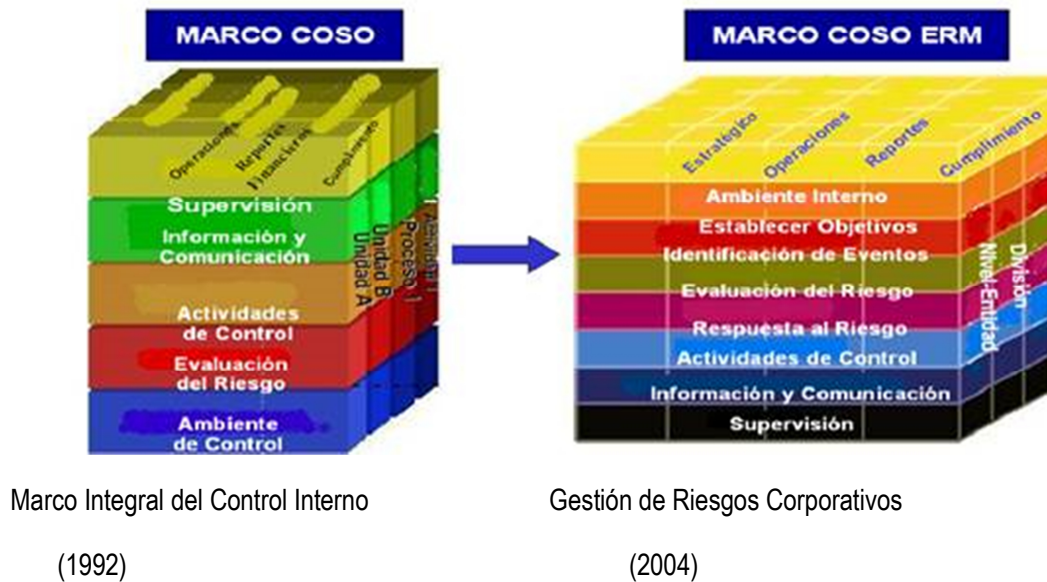 MARCO COSO
Operaciones
Reportes
Financieros
Supervisión
Información y
Comunicación
Actividades
de Control
Evaluación
del Riesgo
Ambiente
de Control
Unidad A
Unidad B
Proceso 1
MARCO COSO ERM
Estratégico
Operaciones
Reportes
Cumplimiento
Ambiente Interno
Establecer Objetivos
Identificación de Eventos
Evaluación del Riesgo
Respuesta al Riesgo
Actividades de Control
Información y Comunicación
Supervisión
Nivel-Entidad
División
Marco Integral del Control Interno
(1992)
Gestión de Riesgos Corporativos
(2004)